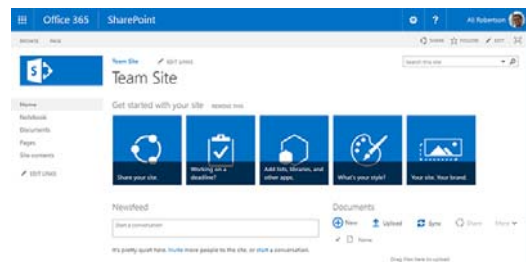 Office 365 SharePoint ? Ali Robertson
BROWSE PAGE SHARE FOLLOW EDIT
Team Site EDIT LINKS Search this site
S
Team Site
Home
Notebook
Documents
Pages
Site contents
EDIT LINKS
Get started with your site REMOVE THIS
Share your site.
Working on a deadline?
Add lists, libraries, and other apps.
What's your style?
Your site. Your brand.
Newsfeed
Start a conversation
It's pretty quiet here. Invite more people to the site, or start a conversation.
Documents
New Upload Sync Share More
Name
Drag files here to upload